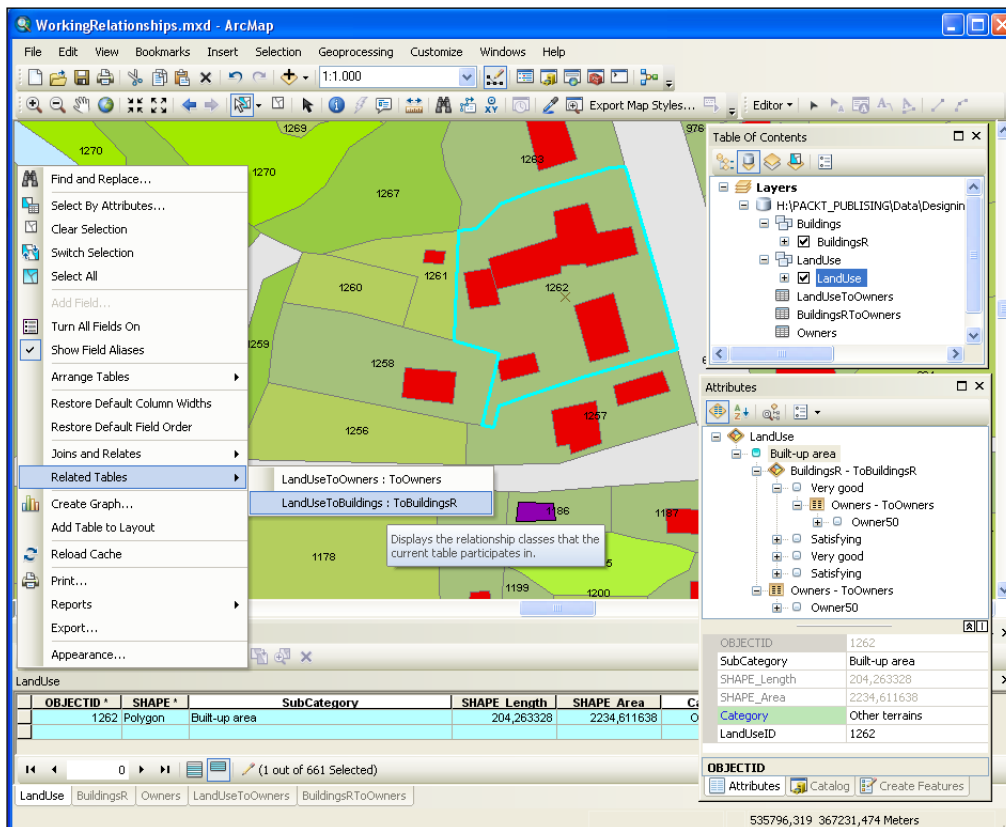 WorkingRelationships.mxd - ArcMap
File Edit View Bookmarks Insert Selection Geoprocessing Customize Windows Help
1:1.000
Export Map Styles...
Editor
1269
1270
1270
1267
1263
976
1261
1260
1262
1259
1258
1257
1256
1186
1187
1178
1199
1200
Find and Replace...
Select By Attributes...
Clear Selection
Switch Selection
Select All
Add Field...
Turn All Fields On
Show Field Aliases
Arrange Tables
Restore Default Column Widths
Restore Default Field Order
Joins and Relates
Related Tables
Create Graph...
Add Table to Layout
Reload Cache
Print...
Reports
Export...
Appearance...
LandUseToOwners : ToOwners
LandUseToBuildings : ToBuildingsR
Displays the relationship classes that the
current table participates in.
Table Of Contents
Layers
H:\PACKT_PUBLISING\Data\Designin
Buildings
BuildingsR
LandUse
LandUse
LandUseToOwners
BuildingsRToOwners
Owners
Attributes
LandUse
Built-up area
BuildingsR - ToBuildingsR
Very good
Owners - ToOwners
Owner50
Satisfying
Very good
Satisfying
Owners - ToOwners
Owner50
OBJECTID 1262
SubCategory Built-up area
SHAPE_Length 204,263328
SHAPE_Area 2234,611638
Category Other terrains
LandUseID 1262
OBJECTID
Attributes Catalog Create Features
LandUse
OBJECTID * SHAPE * SubCategory SHAPE_Length SHAPE_Area Ca
1262 Polygon Built-up area 204,263328 2234,611638 O
0 (1 out of 661 Selected)
LandUse BuildingsR Owners LandUseToOwners BuildingsRToOwners
535796,319 367231,474 Meters